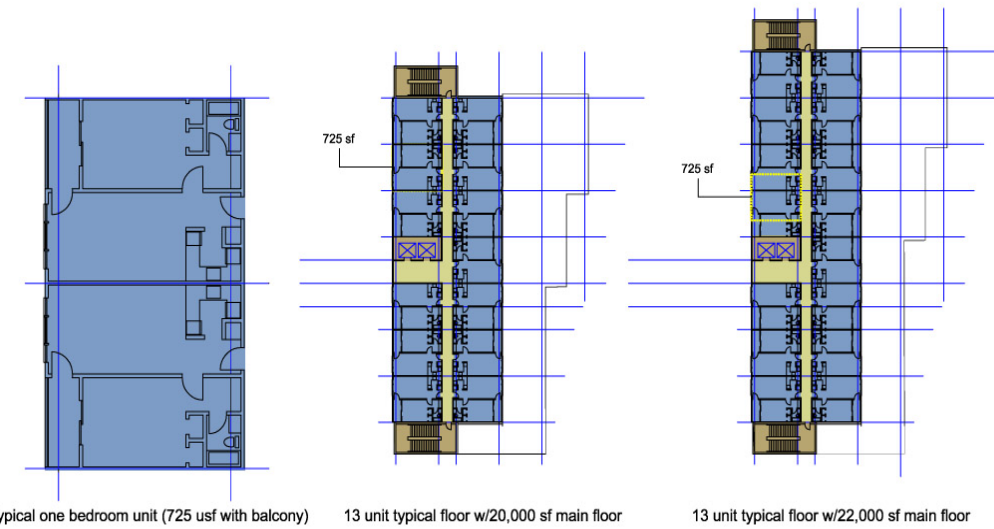 725 sf
725 sf
ypical one bedroom unit (725 usf with balcony)
13 unit typical floor w/20,000 sf main floor
13 unit typical floor w/22,000 sf main floor